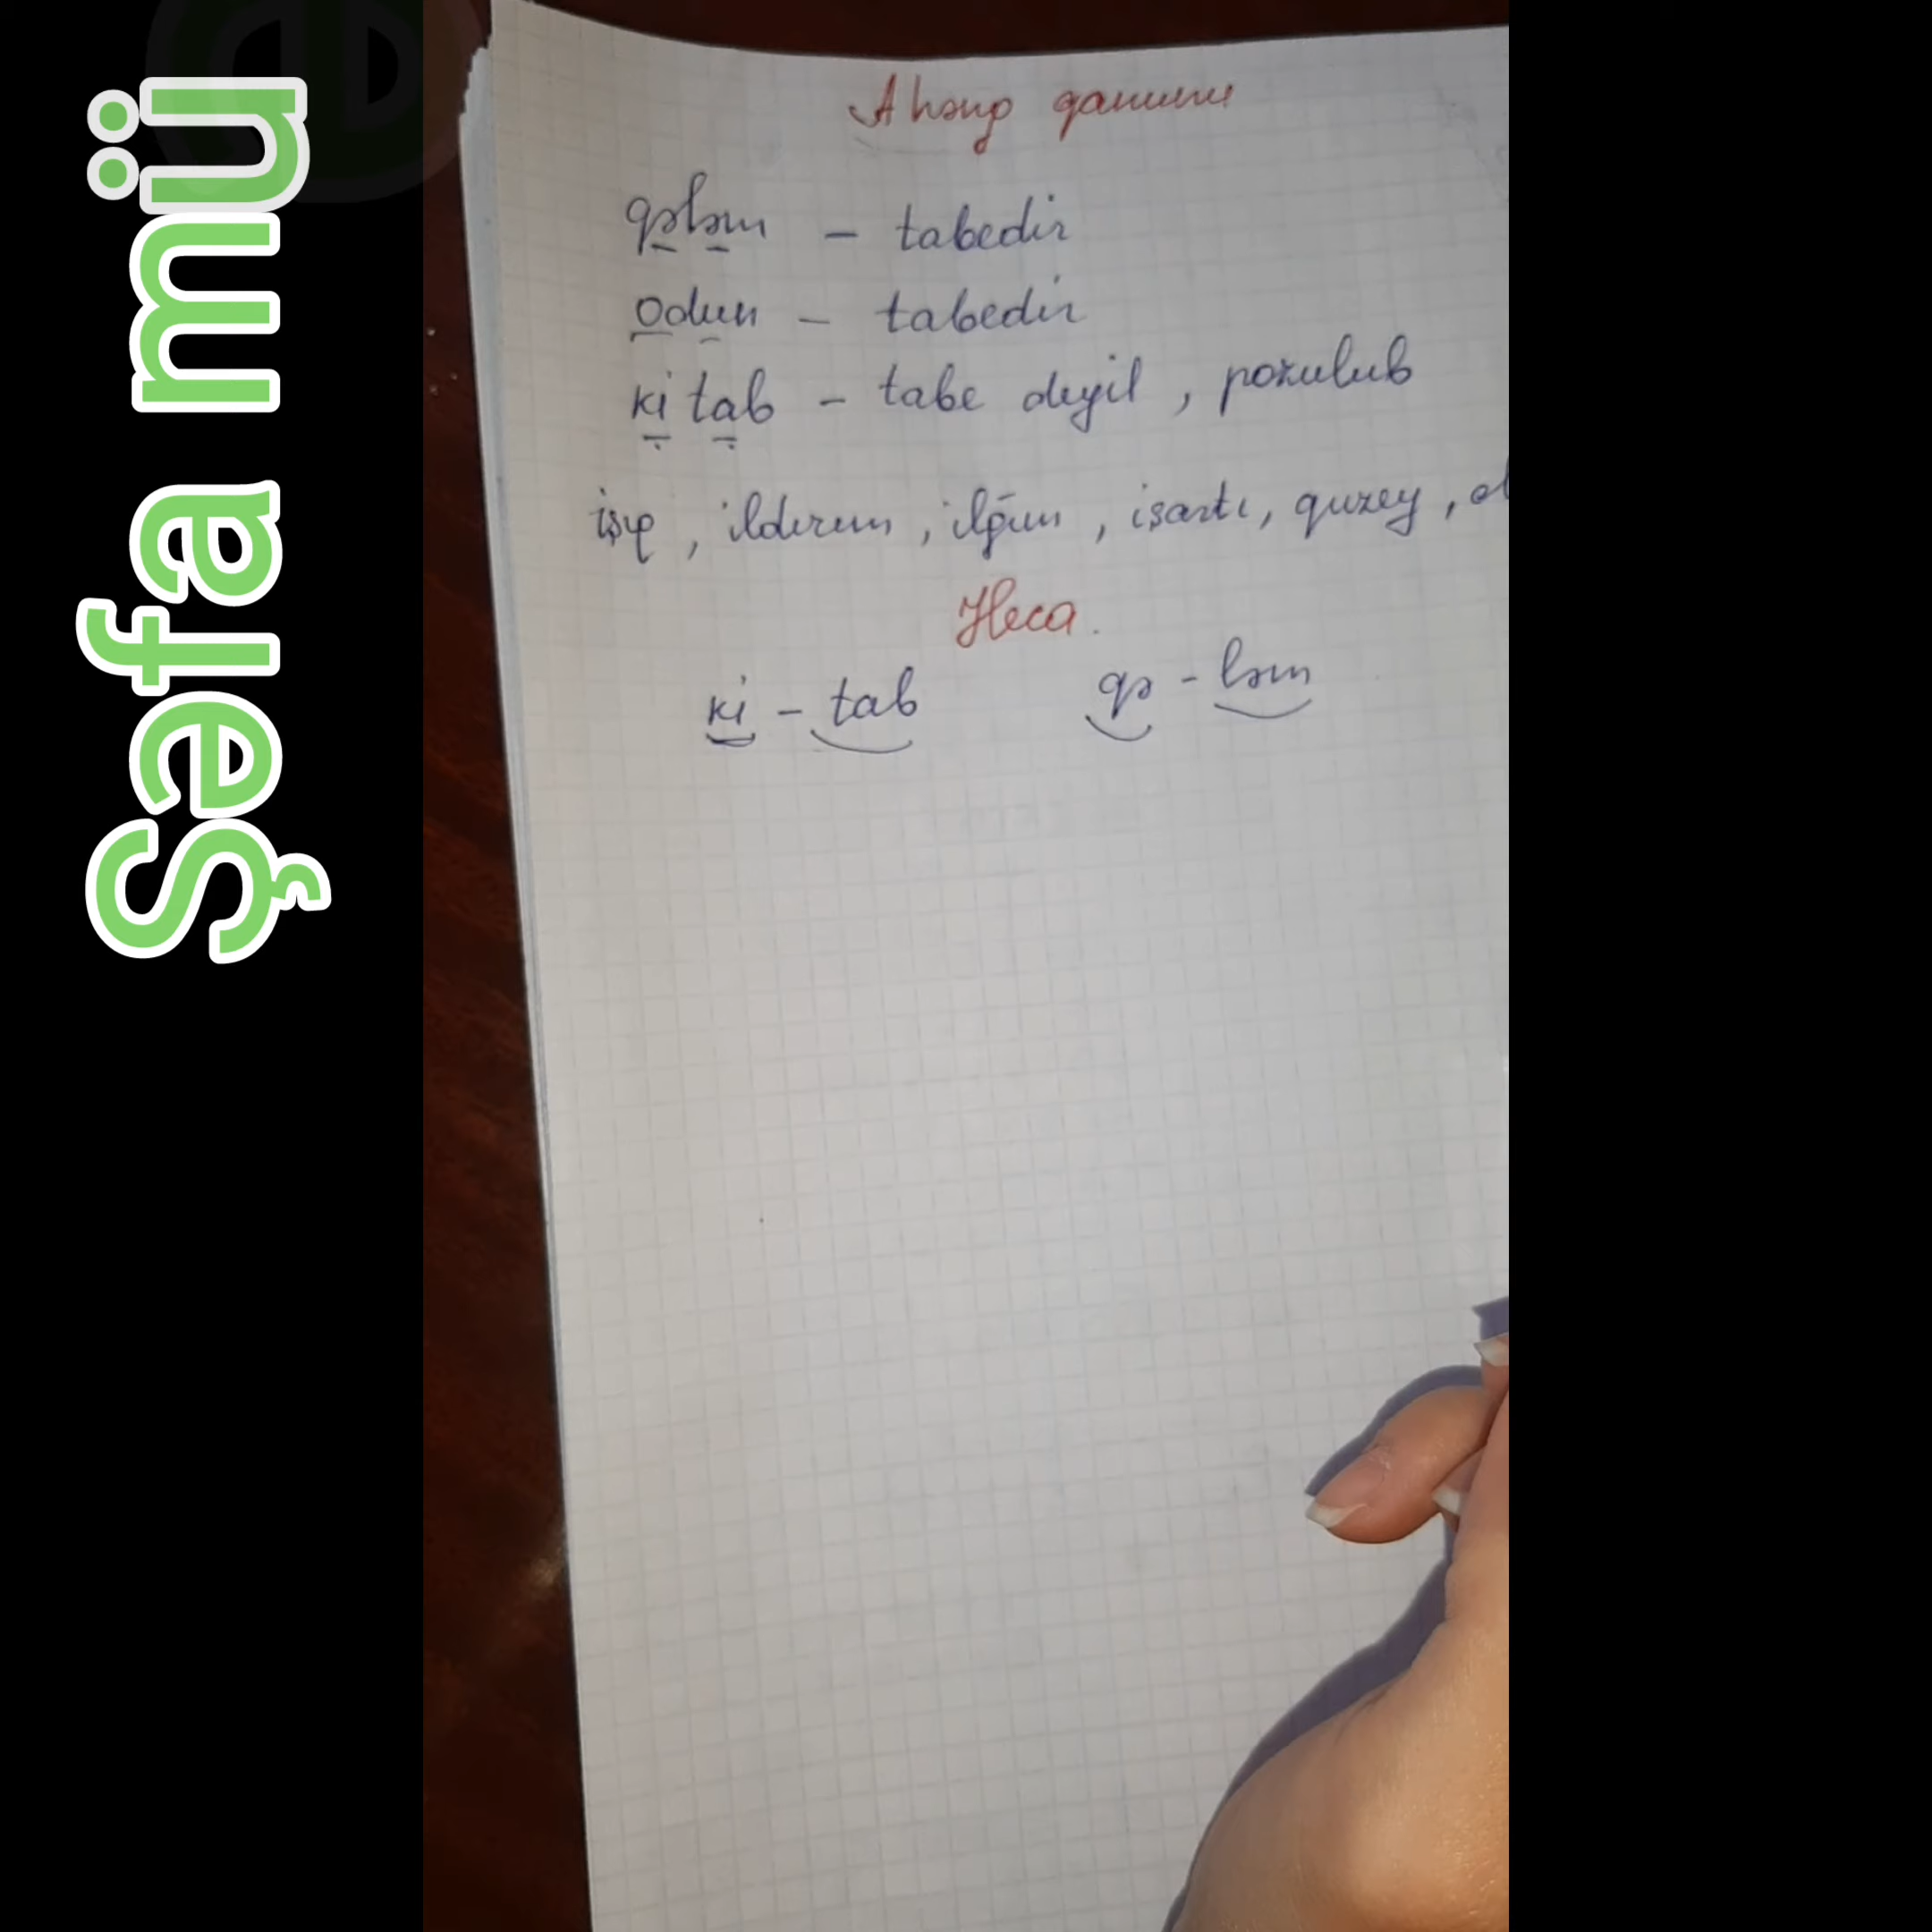 Şəfa mü
Ahəng qanunu
qələm - tabedir
odun - tabedir
kitab - tabe deyil, pozulub
işıq, ildırım, ilğım, işartı, quzey,
Heca.
ki - tab qə - ləm